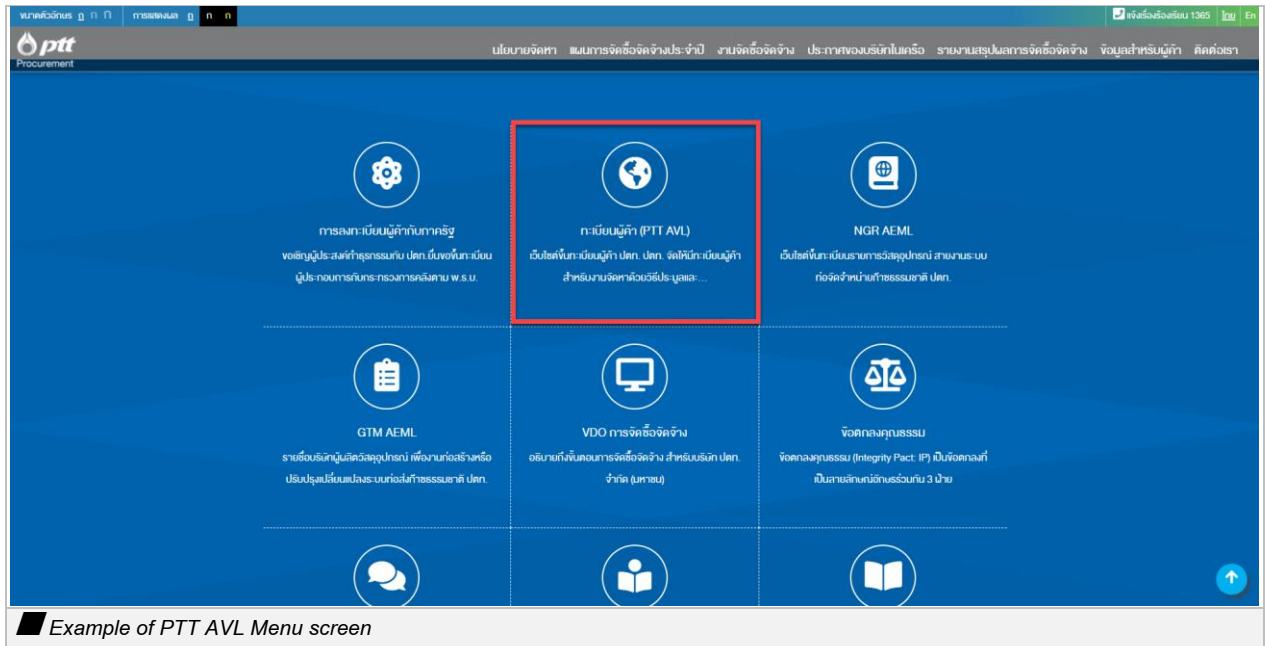 ขนาดตัวอักษร ก ก ก การแสดงผล ก ก ก แจ้งเรื่องร้องเรียน 1365 ไทย En
ptt
Procurement
นโยบายจัดหา แผนการจัดซื้อจัดจ้างประจำปี งานจัดซื้อจัดจ้าง ประกาศของบริษัทในเครือ รายงานสรุปผลการจัดซื้อจัดจ้าง ข้อมูลสำหรับผู้ค้า ติดต่อเรา
การลงทะเบียนผู้ค้ากับภาครัฐ
ขอเชิญผู้ประสงค์ทำธุรกรรมกับ ปตท.ยื่นขอขึ้นทะเบียน
ผู้ประกอบการกับกระทรวงการคลังตาม พ.ร.บ.
ทะเบียนผู้ค้า (PTT AVL)
เว็บไซต์ขึ้นทะเบียนผู้ค้า ปตท. ปตท. จัดให้มีทะเบียนผู้ค้า
สำหรับงานจัดหาด้วยวิธีประมูลและ...
NGR AEML
เว็บไซต์ขึ้นทะเบียนรายการวัสดุอุปกรณ์ สายงานระบบ
ท่อจัดจำหน่ายก๊าซธรรมชาติ ปตท.
GTM AEML
รายชื่อบริษัทผู้ผลิตวัสดุอุปกรณ์ เพื่องานก่อสร้างหรือ
ปรับปรุงเปลี่ยนแปลงระบบท่อส่งก๊าซธรรมชาติ ปตท.
VDO การจัดซื้อจัดจ้าง
อธิบายถึงขั้นตอนการจัดซื้อจัดจ้าง สำหรับบริษัท ปตท.
จำกัด (มหาชน)
ข้อตกลงคุณธรรม
ข้อตกลงคุณธรรม (Integrity Pact: IP) เป็นข้อตกลงที่
เป็นลายลักษณ์อักษรร่วมกัน 3 ฝ่าย
Example of PTT AVL Menu screen